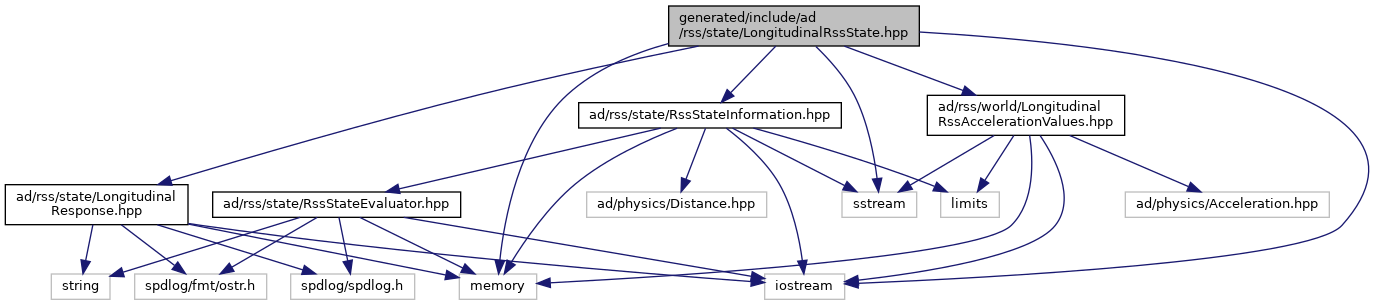 generated/include/ad
/rss/state/LongitudinalRssState.hpp
ad/rss/state/RssStateInformation.hpp
ad/rss/world/Longitudinal
RssAccelerationValues.hpp
ad/rss/state/Longitudinal
Response.hpp
ad/rss/state/RssStateEvaluator.hpp
ad/physics/Distance.hpp
sstream
limits
ad/physics/Acceleration.hpp
string
spdlog/fmt/ostr.h
spdlog/spdlog.h
memory
iostream